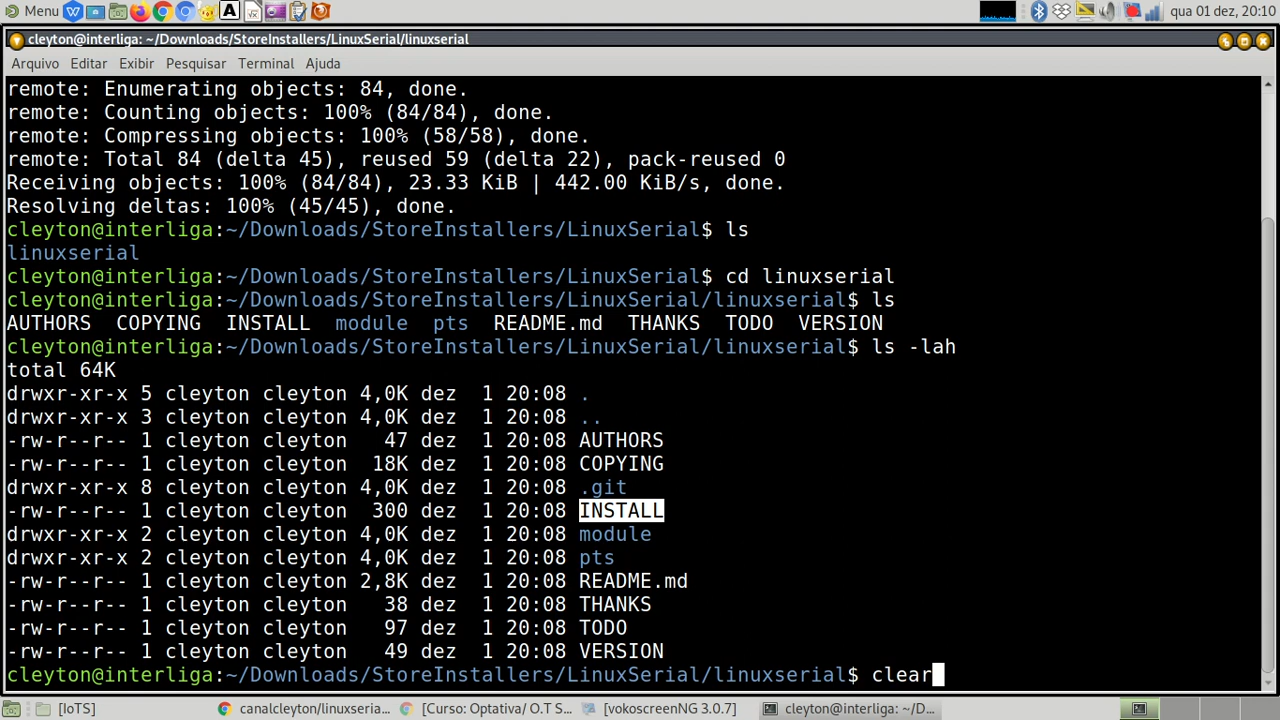 Menu
A
qua 01 dez, 20:10
cleyton@interliga: ~/Downloads/StoreInstallers/LinuxSerial/linuxserial
Arquivo Editar Exibir Pesquisar Terminal Ajuda
remote: Enumerating objects: 84, done.
remote: Counting objects: 100% (84/84), done.
remote: Compressing objects: 100% (58/58), done.
remote: Total 84 (delta 45), reused 59 (delta 22), pack-reused 0
Receiving objects: 100% (84/84), 23.33 KiB | 442.00 KiB/s, done.
Resolving deltas: 100% (45/45), done.
cleyton@interliga:~/Downloads/StoreInstallers/LinuxSerial$ ls
linuxserial
cleyton@interliga:~/Downloads/StoreInstallers/LinuxSerial$ cd linuxserial
cleyton@interliga:~/Downloads/StoreInstallers/LinuxSerial/linuxserial$ ls
AUTHORS COPYING INSTALL module pts README.md THANKS TODO VERSION
cleyton@interliga:~/Downloads/StoreInstallers/LinuxSerial/linuxserial$ ls -lah
total 64K
drwxr-xr-x 5 cleyton cleyton 4,0K dez 1 20:08 .
drwxr-xr-x 3 cleyton cleyton 4,0K dez 1 20:08 ..
-rw-r--r-- 1 cleyton cleyton 47 dez 1 20:08 AUTHORS
-rw-r--r-- 1 cleyton cleyton 18K dez 1 20:08 COPYING
drwxr-xr-x 8 cleyton cleyton 4,0K dez 1 20:08 .git
-rw-r--r-- 1 cleyton cleyton 300 dez 1 20:08 INSTALL
drwxr-xr-x 2 cleyton cleyton 4,0K dez 1 20:08 module
drwxr-xr-x 2 cleyton cleyton 4,0K dez 1 20:08 pts
-rw-r--r-- 1 cleyton cleyton 2,8K dez 1 20:08 README.md
-rw-r--r-- 1 cleyton cleyton 38 dez 1 20:08 THANKS
-rw-r--r-- 1 cleyton cleyton 97 dez 1 20:08 TODO
-rw-r--r-- 1 cleyton cleyton 49 dez 1 20:08 VERSION
cleyton@interliga:~/Downloads/StoreInstallers/LinuxSerial/linuxserial$ clear
[IoTS] canalcleyton/linuxseria... [Curso: Optativa/ O.T S... [vokoscreenNG 3.0.7] cleyton@interliga: ~/D...